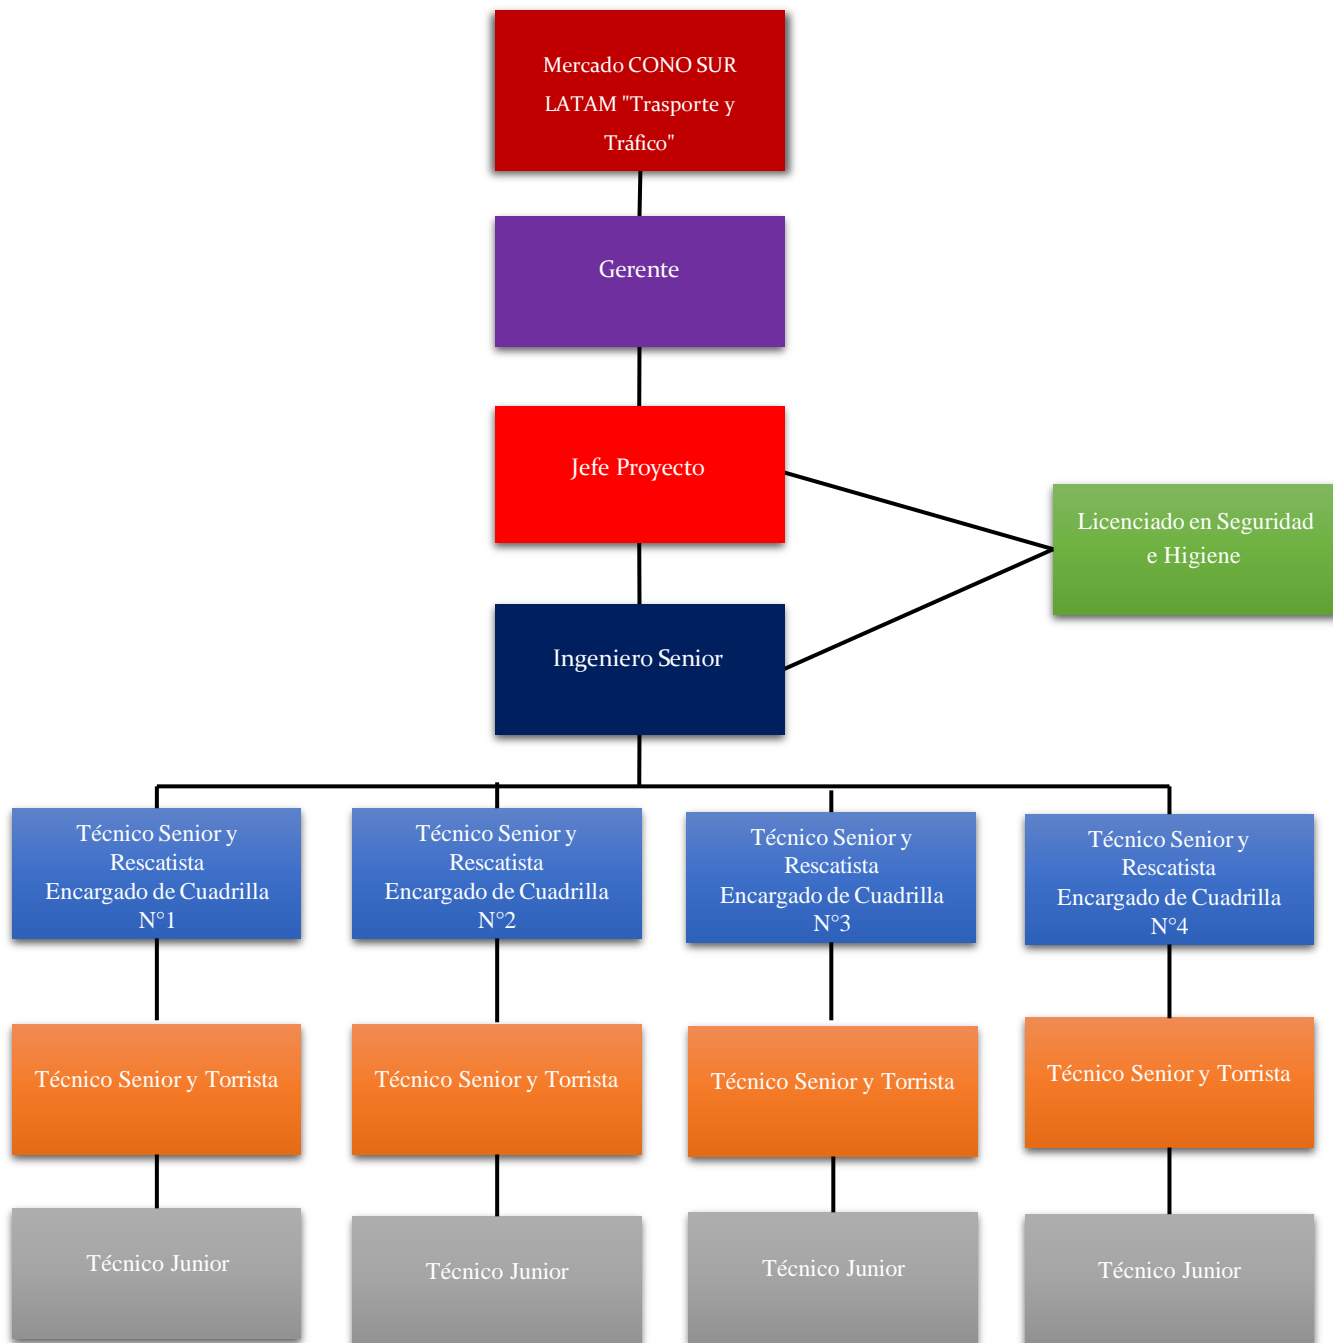 Mercado CONO SUR
LATAM "Trasporte y
Tráfico"
Gerente
Jefe Proyecto
Licenciado en Seguridad
e Higiene
Ingeniero Senior
Técnico Senior y
Rescatista
Encargado de Cuadrilla
N°1
Técnico Senior y
Rescatista
Encargado de Cuadrilla
N°2
Técnico Senior y
Rescatista
Encargado de Cuadrilla
N°3
Técnico Senior y
Rescatista
Encargado de Cuadrilla
N°4
Técnico Senior y Torrista
Técnico Senior y Torrista
Técnico Senior y Torrista
Técnico Senior y Torrista
Técnico Junior
Técnico Junior
Técnico Junior
Técnico Junior